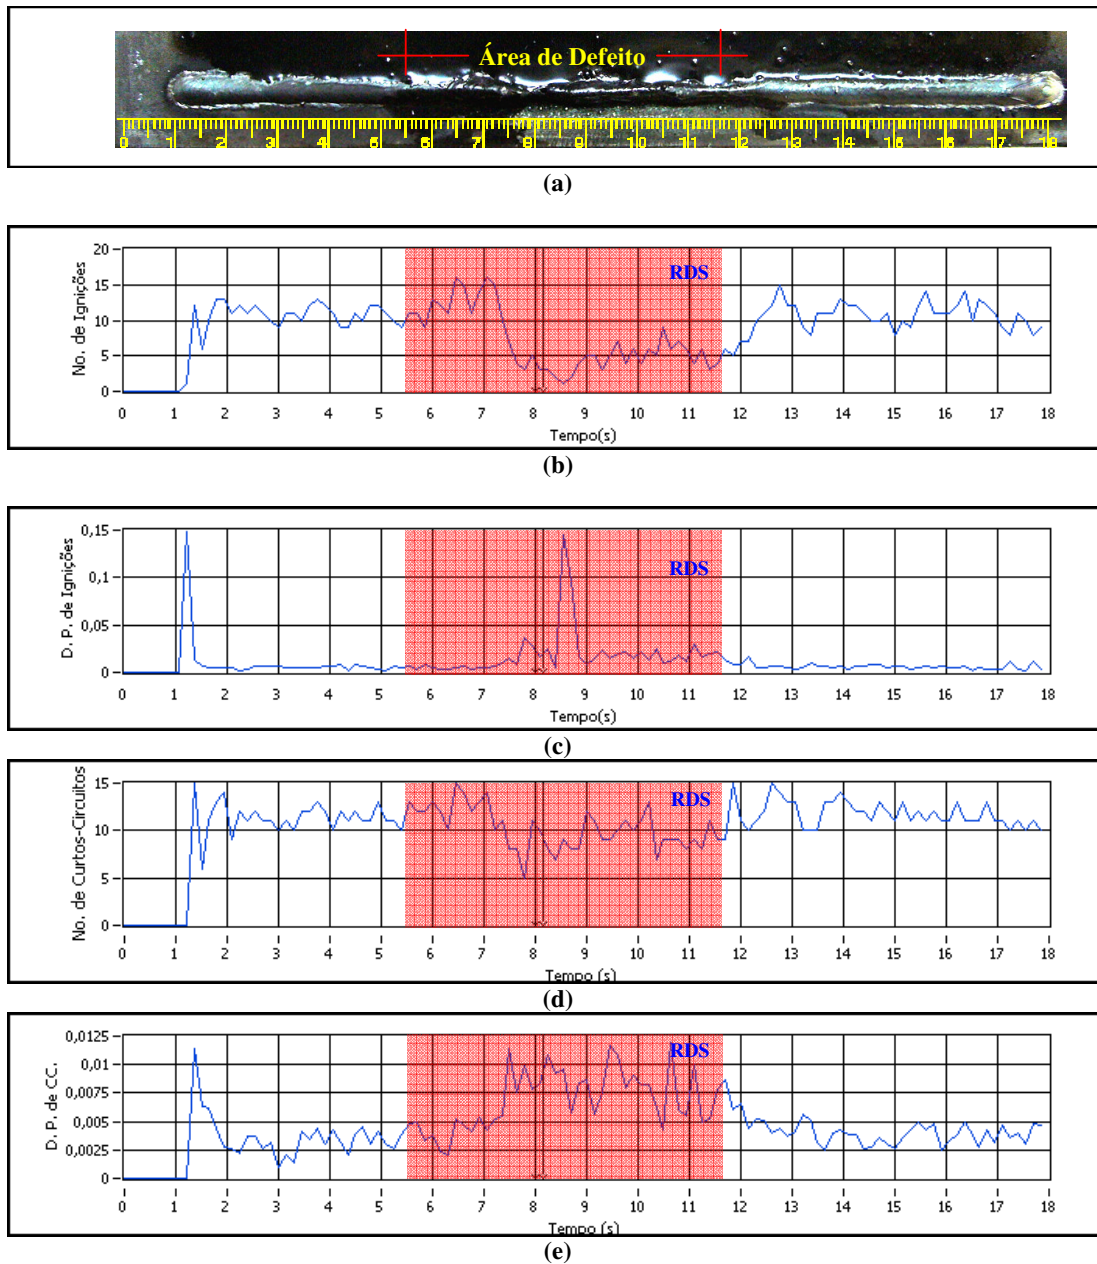 Área de Defeito
0 1 2 3 4 5 6 7 8 9 10 11 12 13 14 15 16 17 18
(a)
No. de Ignições
20
15
10
5
0
RDS
0 1 2 3 4 5 6 7 8 9 10 11 12 13 14 15 16 17 18
Tempo(s)
(b)
D. P. de Ignições
0,15
0,1
0,05
0
RDS
0 1 2 3 4 5 6 7 8 9 10 11 12 13 14 15 16 17 18
Tempo(s)
(c)
No. de Curtos-Circuitos
15
10
5
0
RDS
0 1 2 3 4 5 6 7 8 9 10 11 12 13 14 15 16 17 18
Tempo (s)
(d)
D. P. de CC.
0,0125
0,01
0,0075
0,005
0,0025
0
RDS
0 1 2 3 4 5 6 7 8 9 10 11 12 13 14 15 16 17 18
Tempo (s)
(e)